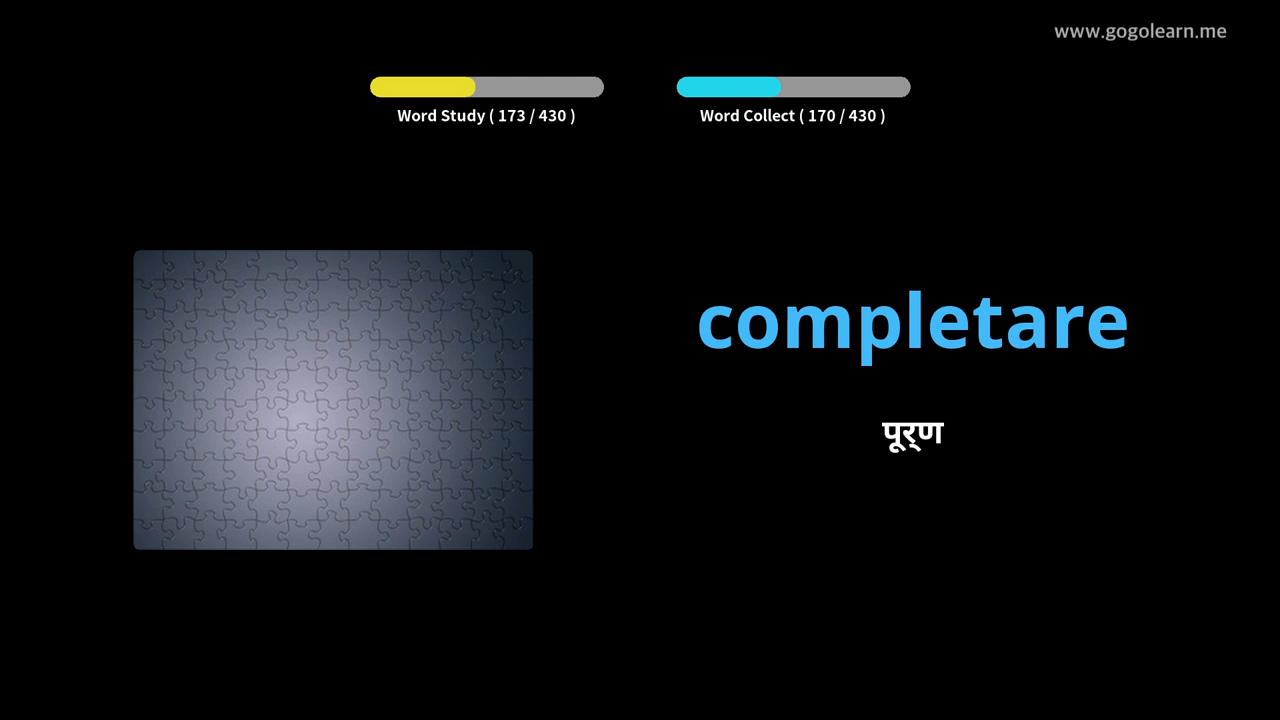 www.gogolearn.me
Word Study ( 173 / 430 )
Word Collect ( 170 / 430 )
completare
पूर्ण